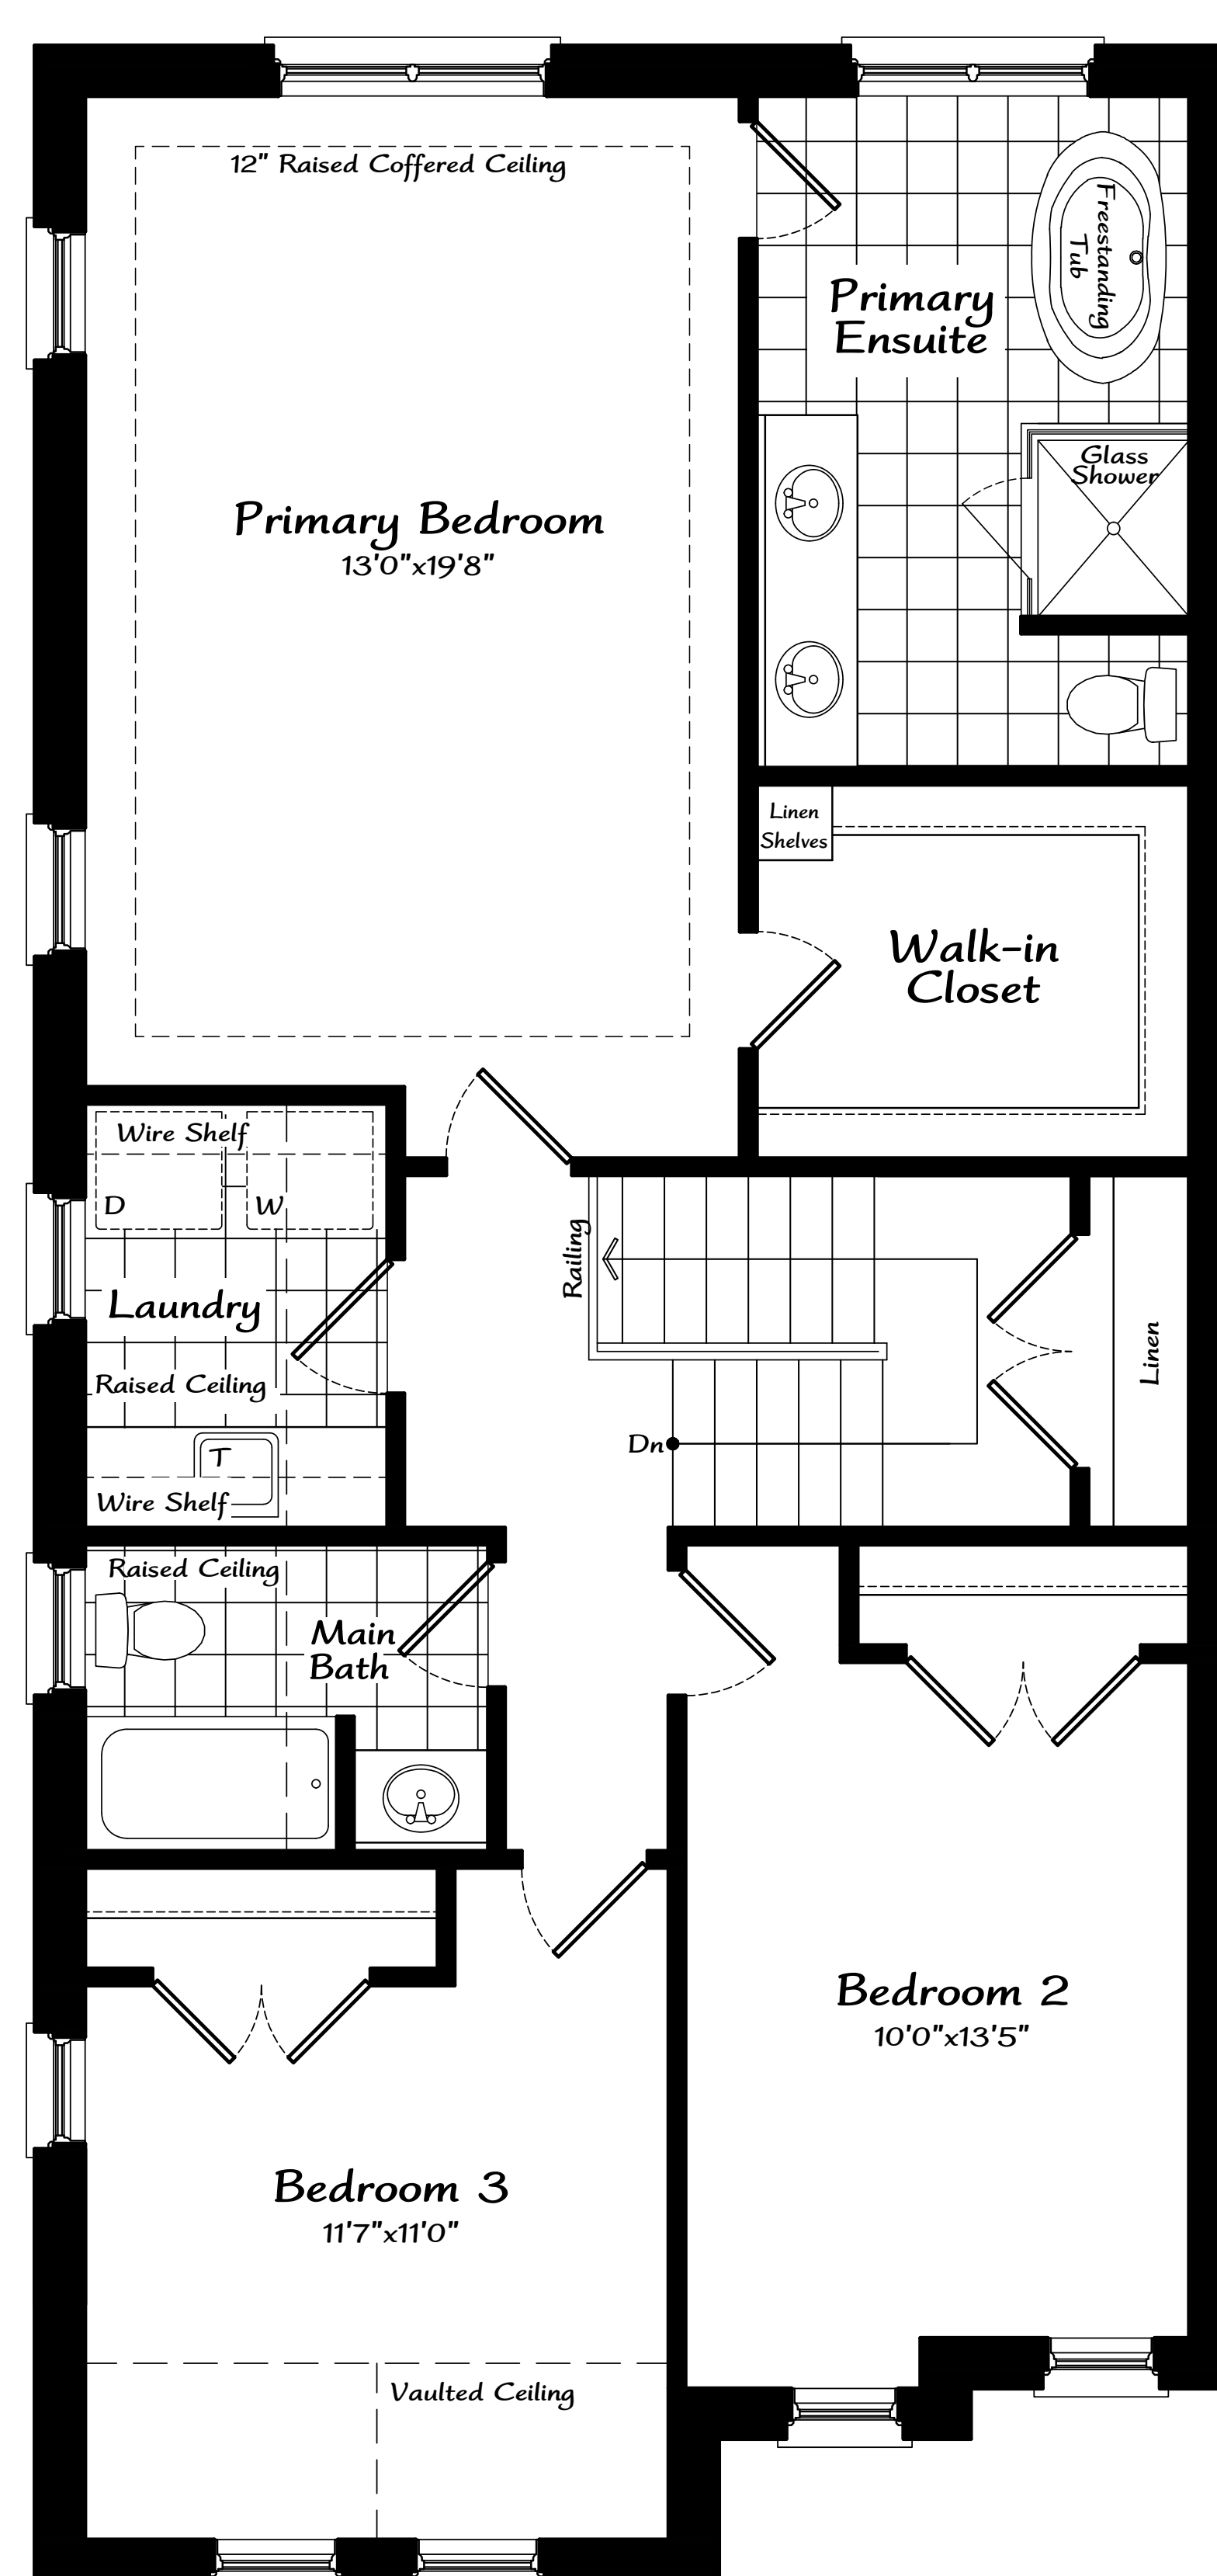 12" Raised Coffered Ceiling
Freestanding
Tub
Primary
Ensuite
Glass
Shower
Primary Bedroom
13'0"x19'8"
Linen
Shelves
Walk-in
Closet
Wire Shelf
D
W
Railing
Laundry
Linen
Raised Ceiling
Dn
T
Wire Shelf
Raised Ceiling
Main
Bath
Bedroom 2
10'0"x13'5"
Bedroom 3
11'7"x11'0"
Vaulted Ceiling